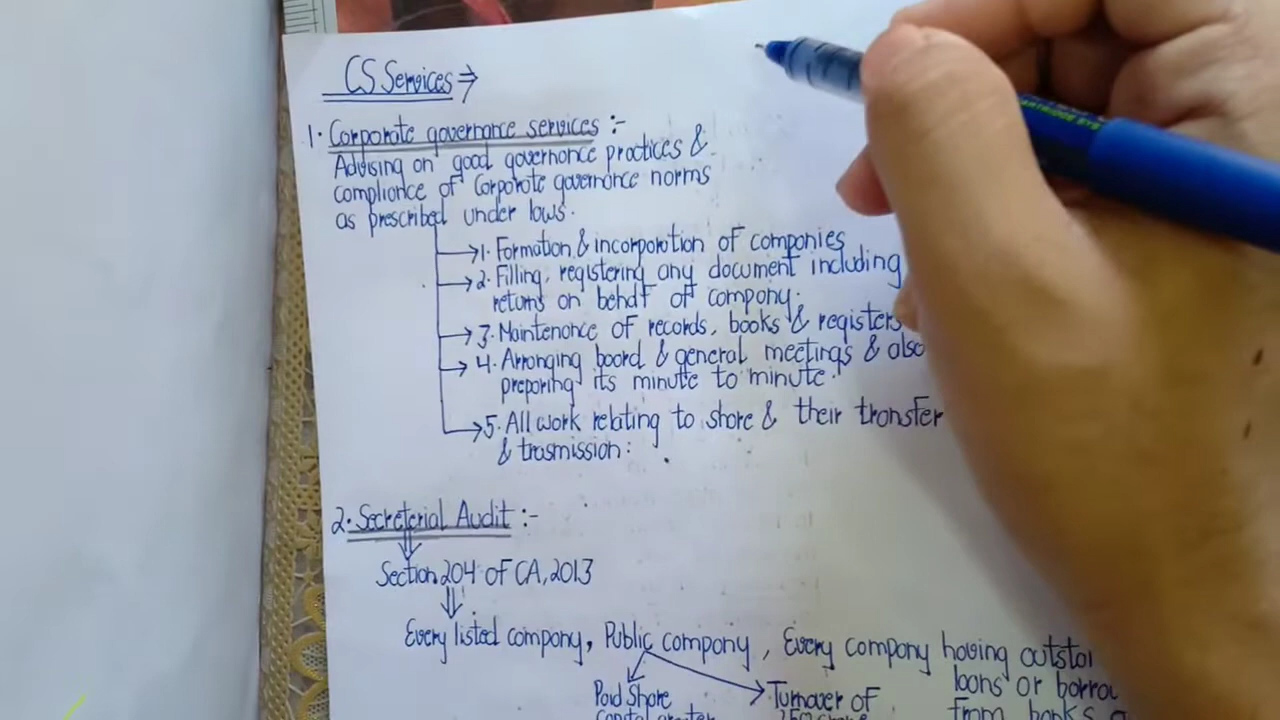 CS Services ⇒
1. Corporate governance services :-
Advising on good governance practices &
compliance of Corporate governance norms
as prescribed under laws.
→1. Formation & incorporation of companies
→2. Filling, registering any document including
returns on behalf of company.
→3. Maintenance of records, books & registers
→4. Arranging board & general meetings & also
preparing its minute to minute.
→5. All work relating to share & their transfer
& trasmission.
2. Secreterial Audit :-
Section 204 of CA, 2013
Every listed company, Public company, Every company having
Paid Share Turnover of loans or
from books